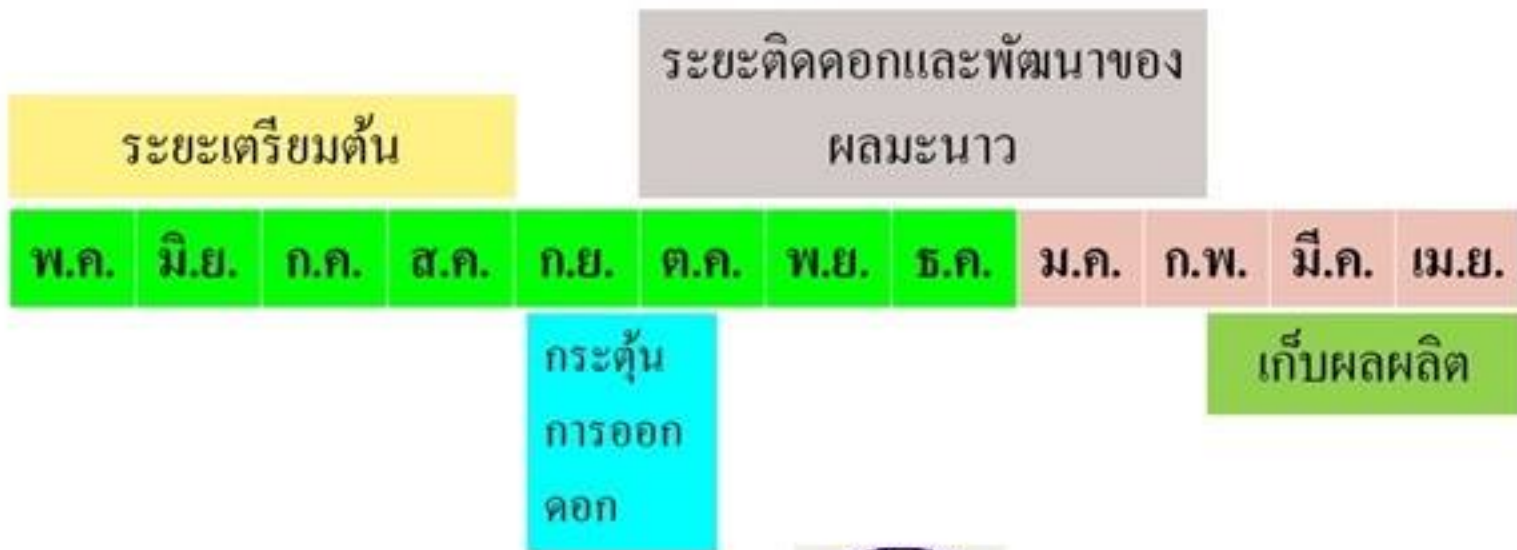 ระยะติดดอกและพัฒนาของ
ผลมะนาว
ระยะเตรียมต้น
พ.ค. มิ.ย. ก.ค. ส.ค. ก.ย. ต.ค. พ.ย. ธ.ค. ม.ค. ก.พ. มี.ค. เม.ย.
กระตุ้น
การออก
ดอก
เก็บผลผลิต